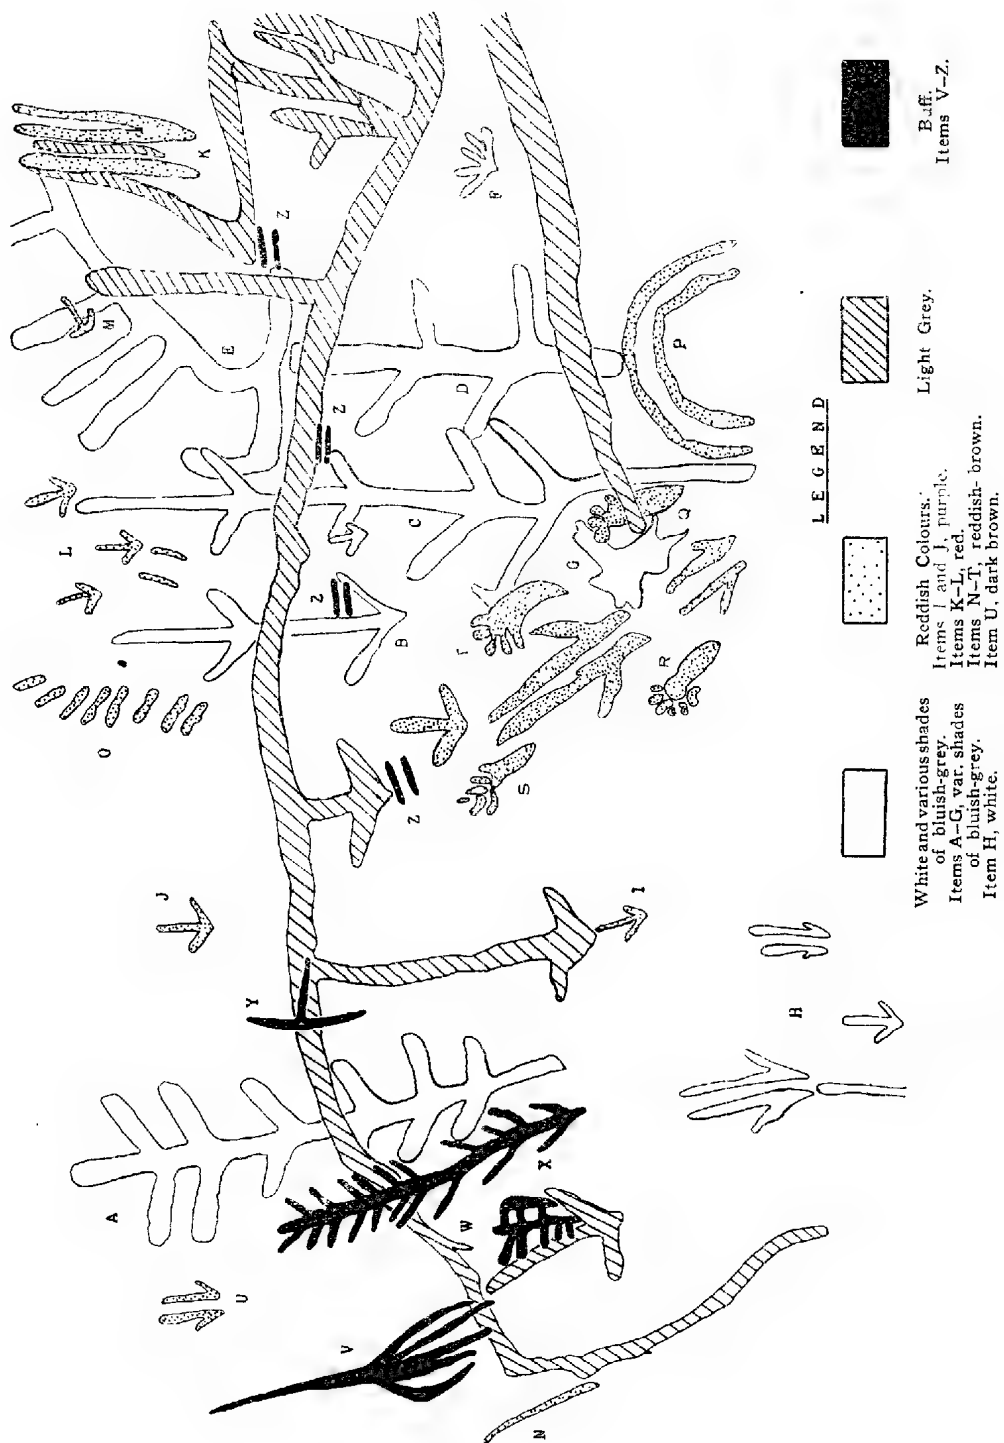 K
Z
F
M
E
Z
D
P
L
C
Q
G
Z
B
T
R
O
Z
S
J
I
Y
H
A
X
W
U
V
N
LEGEND
White and various shades
of bluish-grey.
Items A–G, var. shades
of bluish-grey.
Item H, white.
Reddish Colours.
Items I and J, purple.
Items K–L, red.
Items N–T, reddish-brown.
Item U, dark brown.
Light Grey.
Buff.
Items V–Z.